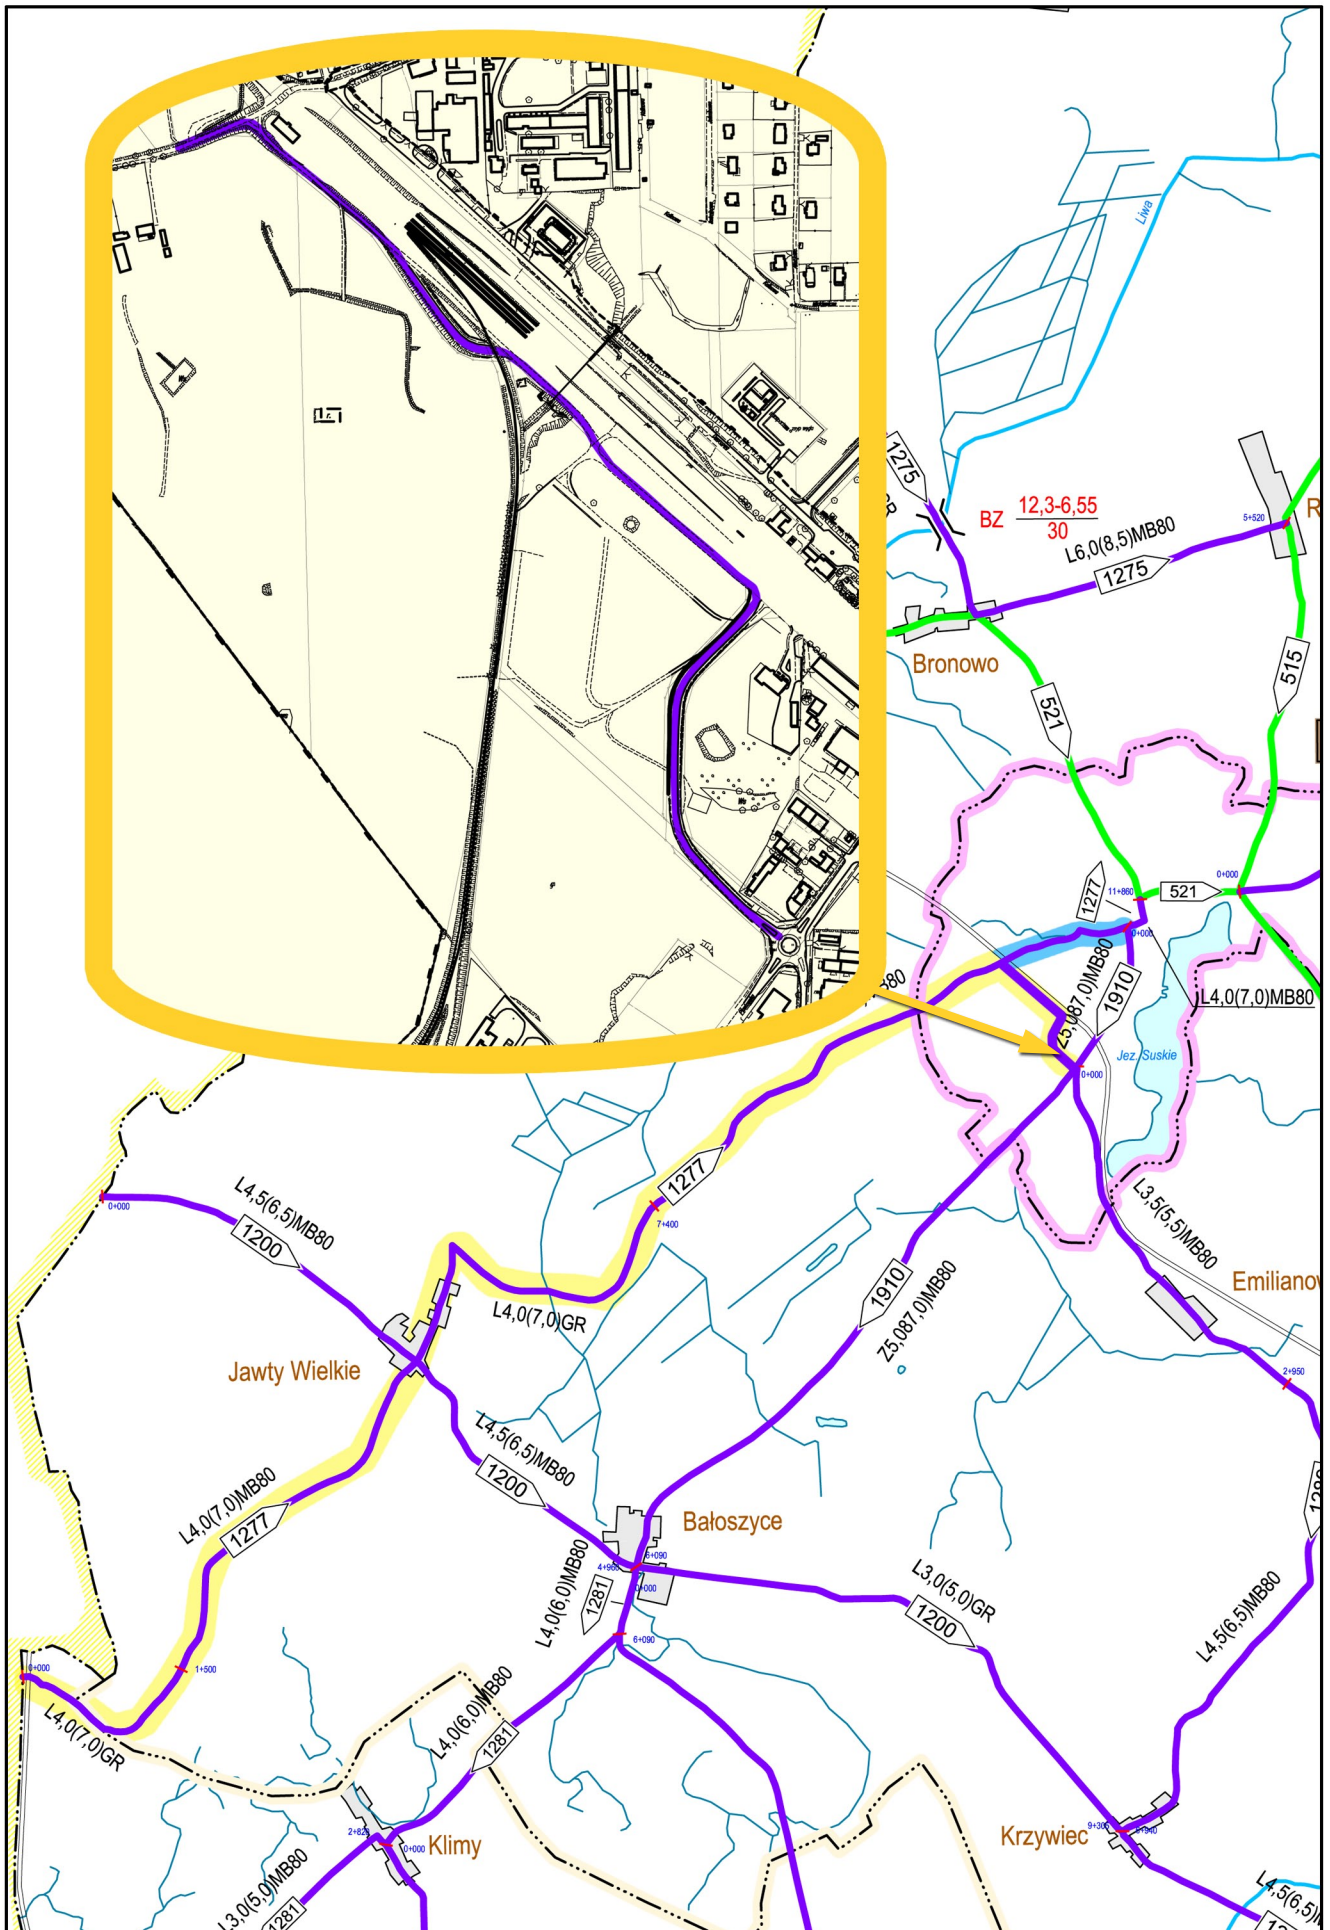 Liwa
1275
BZ 12,3-6,55
30
5+520
R
L6,0(8,5)MB80
1275
Bronowo
515
521
1277
11+860
521
0+000
0+000
Z5,087,0)MB80
1910
L4,0(7,0)MB80
Jez. Suskie
0+000
1277
7+400
L4,5(6,5)MB80
0+000
1200
L3,5(5,5)MB80
Emilianow
L4,0(7,0)GR
1910
Z5,087,0)MB80
Jawty Wielkie
2+950
L4,5(6,5)MB80
1200
L4,0(7,0)MB80
1277
Bałoszyce
6+090
0+000
L4,0(6,0)MB80
1281
L3,0(5,0)GR
1200
L4,5(6,5)MB80
6+090
0+000
1+500
L4,0(7,0)GR
L4,0(6,0)MB80
1281
0+000
Klimy
Krzywiec
L3,0(5,0)MB80
1281